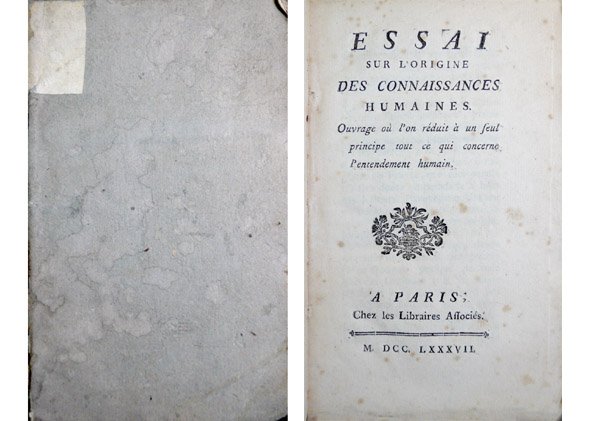 ESSAI
SUR L'ORIGINE
DES CONNAISSANCES
HUMAINES.
Ouvrage où l'on réduit à un ſeul
principe tout ce qui concerne
l'entendement humain.
A PARIS;
Chez les Libraires Aſſociés.
M. DCC. LXXXVII.